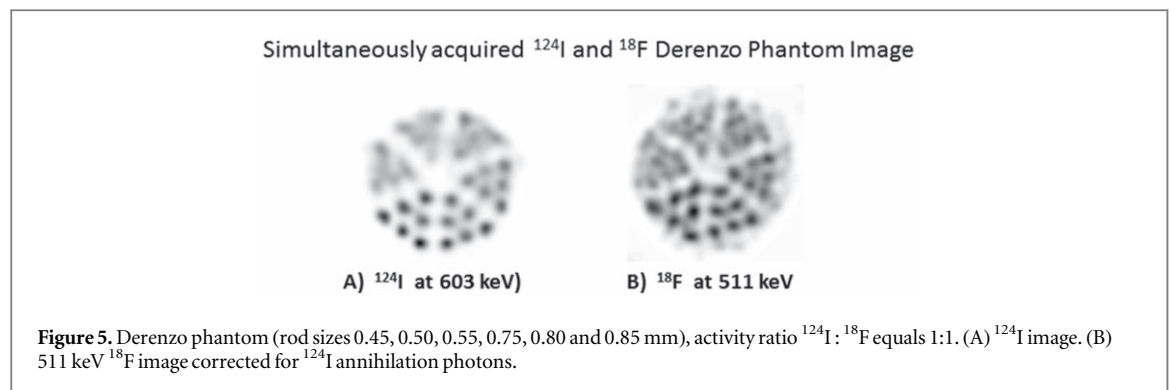 Simultaneously acquired ¹²⁴I and ¹⁸F Derenzo Phantom Image
A) ¹²⁴I at 603 keV)
B) ¹⁸F at 511 keV
Figure 5. Derenzo phantom (rod sizes 0.45, 0.50, 0.55, 0.75, 0.80 and 0.85 mm), activity ratio ¹²⁴I : ¹⁸F equals 1:1. (A) ¹²⁴I image. (B)
511 keV ¹⁸F image corrected for ¹²⁴I annihilation photons.